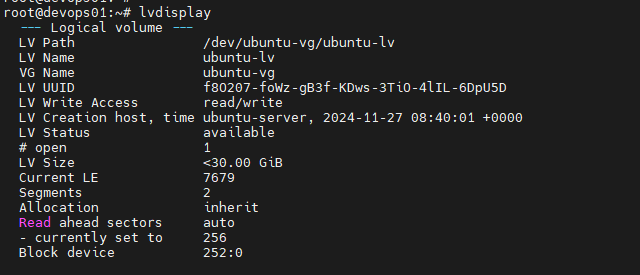 root@devops01:~# lvdisplay
--- Logical volume ---
LV Path /dev/ubuntu-vg/ubuntu-lv
LV Name ubuntu-lv
VG Name ubuntu-vg
LV UUID f8O207-foWz-gB3f-KDws-3TiO-4lIL-6DpU5D
LV Write Access read/write
LV Creation host, time ubuntu-server, 2024-11-27 08:40:01 +0000
LV Status available
# open 1
LV Size <30.00 GiB
Current LE 7679
Segments 2
Allocation inherit
Read ahead sectors auto
- currently set to 256
Block device 252:0